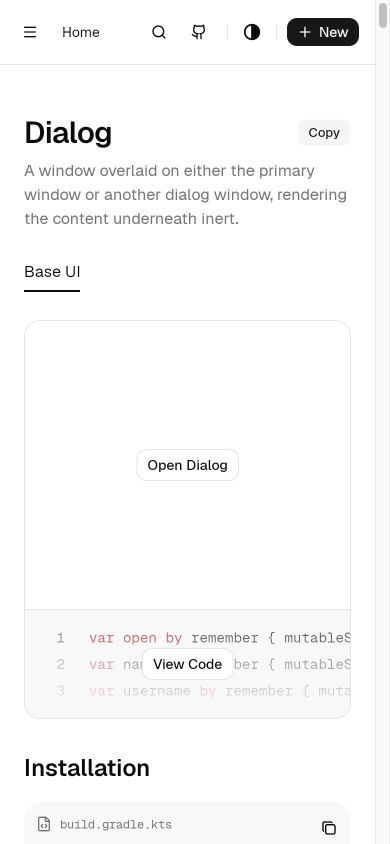 Home
New
Dialog
Copy
A window overlaid on either the primary
window or another dialog window, rendering
the content underneath inert.
Base UI
Open Dialog
1 var open by remember { mutableS
2 var by remember { mutableS
View Code
3 var username by remember { muta
Installation
build.gradle.kts